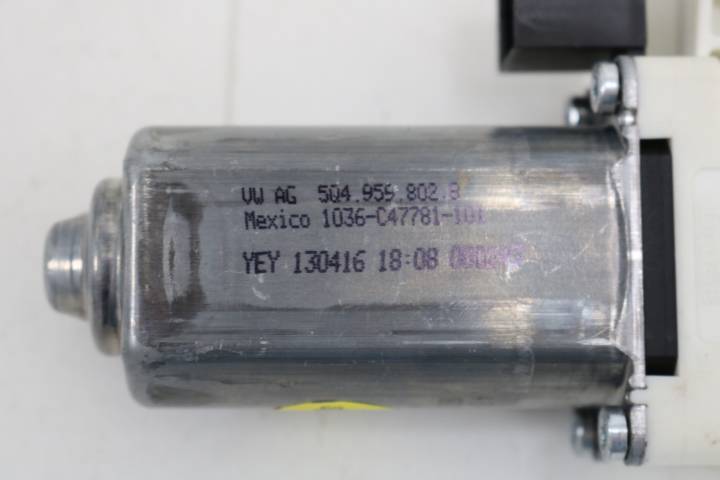 VW AG 5Q4.959.802.B
Mexico 1036-C47781-101
YEY 130416 18:08